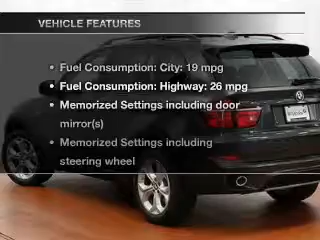 VEHICLE FEATURES
• Fuel Consumption: City: 19 mpg
• Fuel Consumption: Highway: 26 mpg
• Memorized Settings including door
mirror(s)
• Memorized Settings including
steering wheel